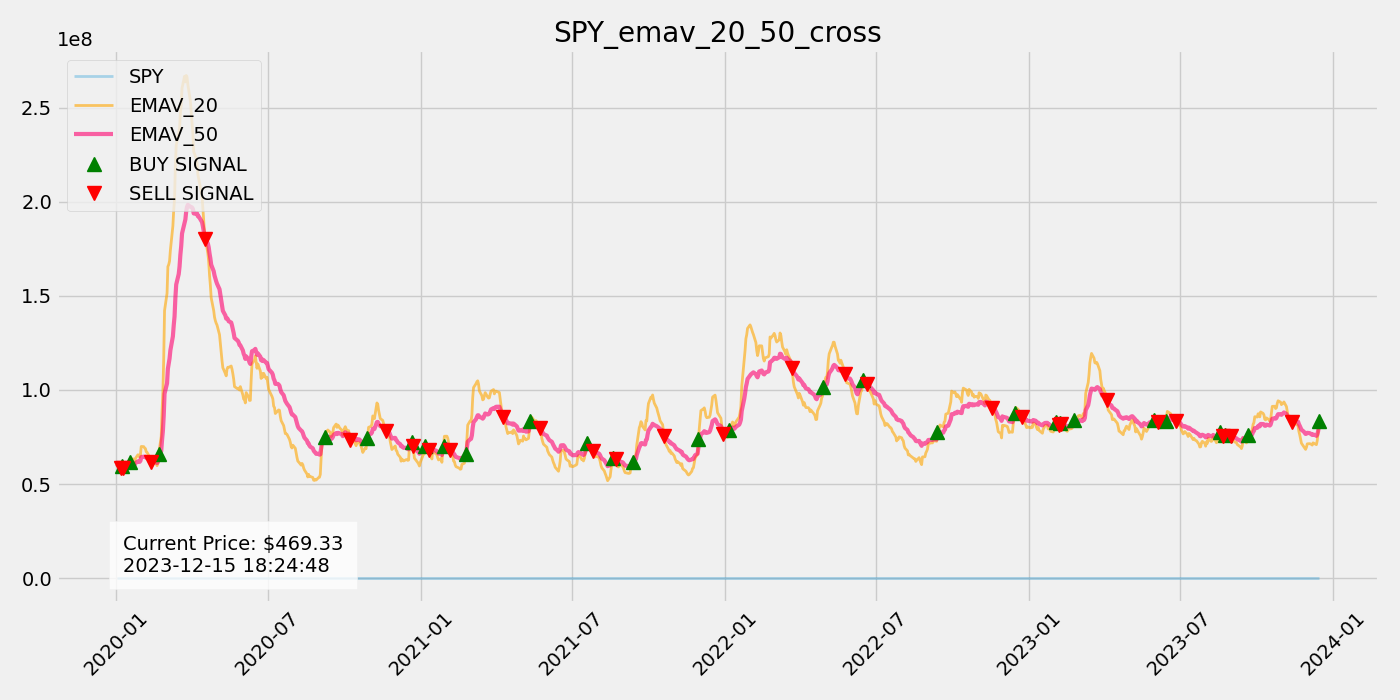 SPY_emav_20_50_cross
1e8
SPY
EMAV_20
EMAV_50
BUY SIGNAL
SELL SIGNAL
2.5
2.0
1.5
1.0
0.5
0.0
Current Price: $469.33
2023-12-15 18:24:48
2020-01
2020-07
2021-01
2021-07
2022-01
2022-07
2023-01
2023-07
2024-01